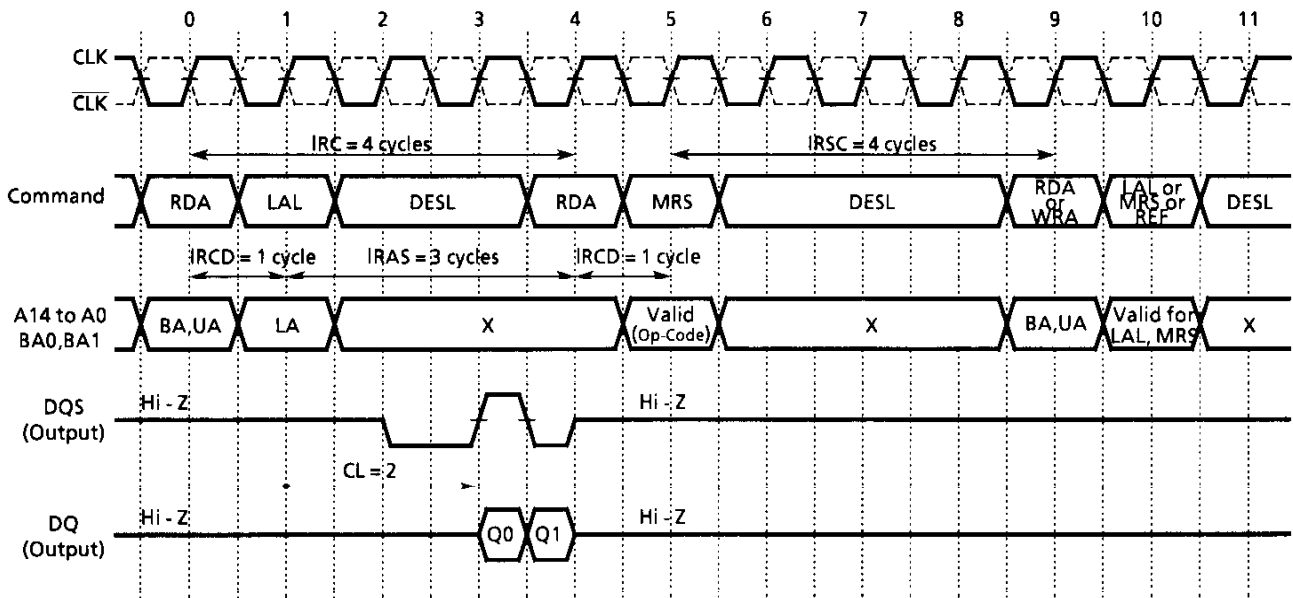 0 1 2 3 4 5 6 7 8 9 10 11
CLK
CLK
IRC = 4 cycles
IRSC = 4 cycles
Command
RDA
LAL
DESL
RDA
MRS
DESL
RDA
or
WRA
LAL or
MRS or
REF
DESL
IRCD = 1 cycle
IRAS = 3 cycles
IRCD = 1 cycle
A14 to A0
BA0,BA1
BA,UA
LA
X
Valid
(Op-Code)
X
BA,UA
Valid for
LAL, MRS
X
DQS
(Output)
Hi - Z
Hi - Z
CL = 2
DQ
(Output)
Hi - Z
Q0
Q1
Hi - Z